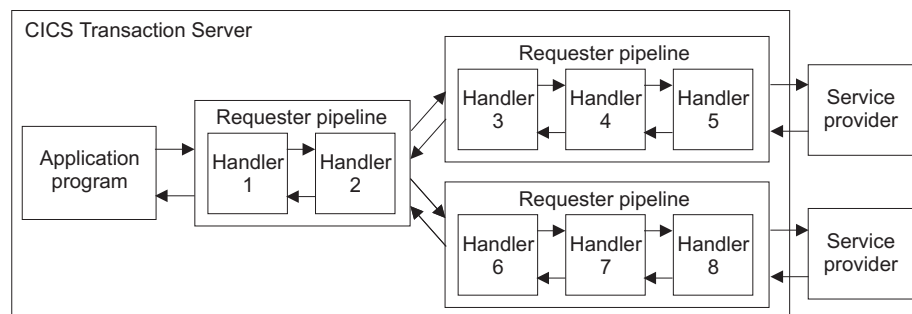 CICS Transaction Server
Application
program
Requester pipeline
Handler
1
Handler
2
Requester pipeline
Handler
3
Handler
4
Handler
5
Service
provider
Requester pipeline
Handler
6
Handler
7
Handler
8
Service
provider